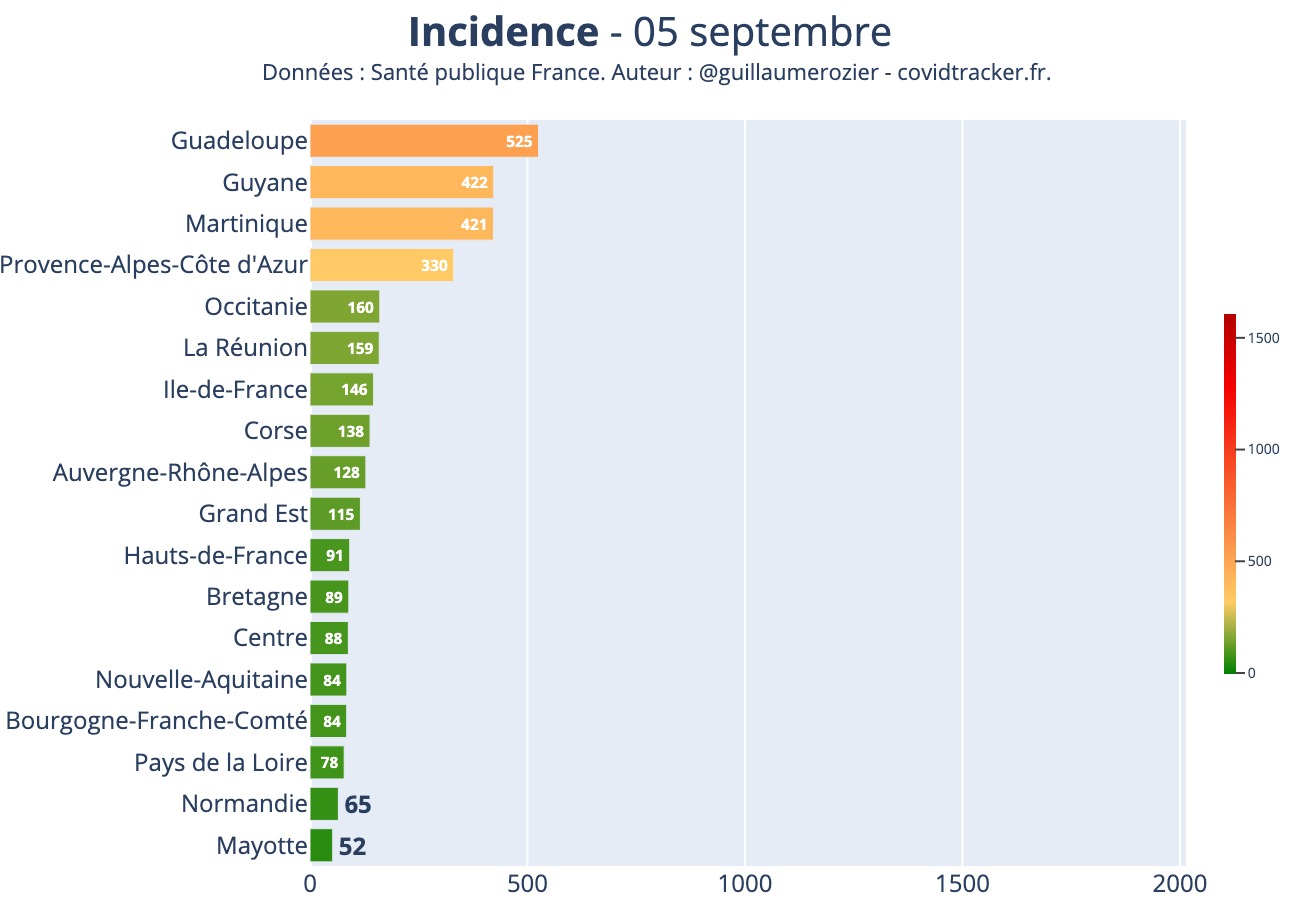 Incidence - 05 septembre
Données : Santé publique France. Auteur : @guillaumerozier - covidtracker.fr.
Guadeloupe 525
Guyane 422
Martinique 421
Provence-Alpes-Côte d'Azur 330
Occitanie 160
La Réunion 159
Ile-de-France 146
Corse 138
Auvergne-Rhône-Alpes 128
Grand Est 115
Hauts-de-France 91
Bretagne 89
Centre 88
Nouvelle-Aquitaine 84
Bourgogne-Franche-Comté 84
Pays de la Loire 78
Normandie 65
Mayotte 52
0 500 1000 1500 2000
1500
1000
500
0